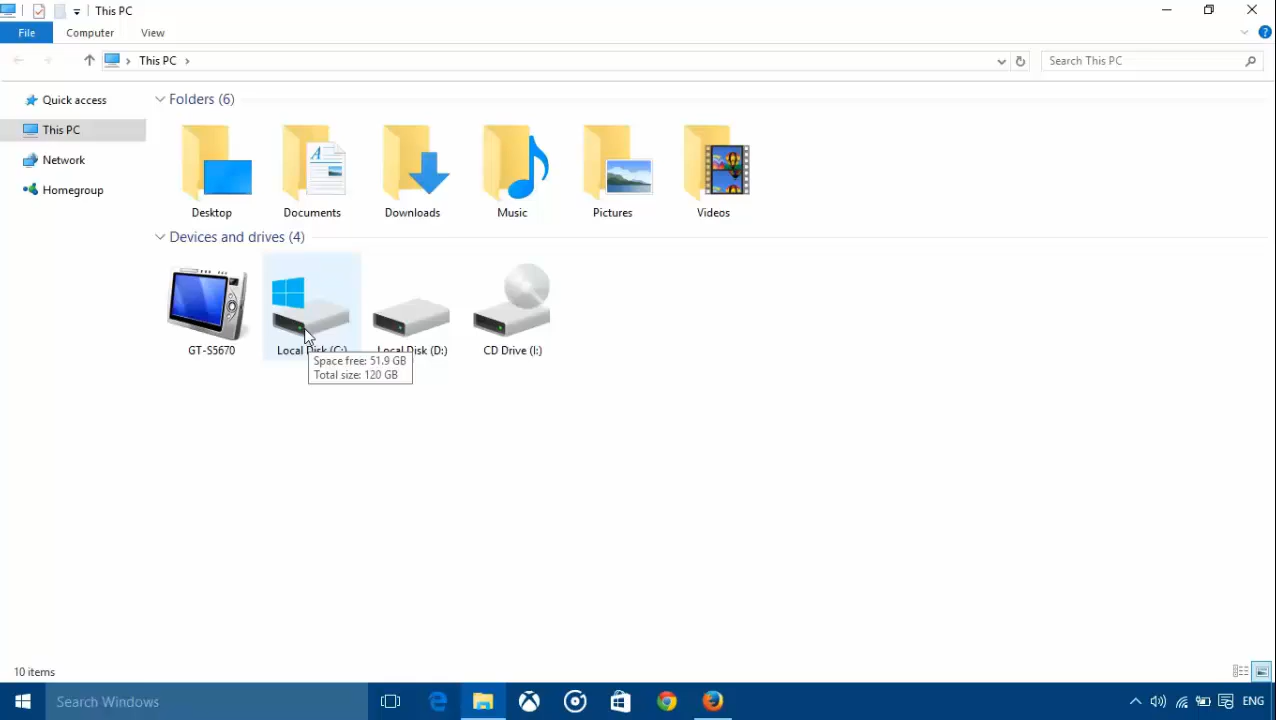 This PC
File Computer View
This PC
Search This PC
Quick access
This PC
Network
Homegroup
Folders (6)
Desktop Documents Downloads Music Pictures Videos
Devices and drives (4)
GT-S5670 Local Disk (C:) Local Disk (D:) CD Drive (I:)
Space free: 51.9 GB
Total size: 120 GB
10 items
Search Windows
ENG